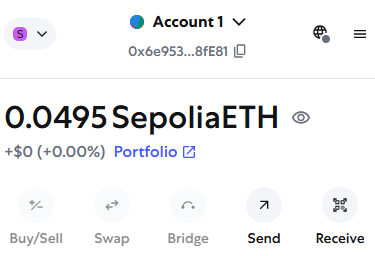 S
Account 1
0x6e953...8fE81
0.0495 SepoliaETH
+$0 (+0.00%) Portfolio
Buy/Sell Swap Bridge Send Receive